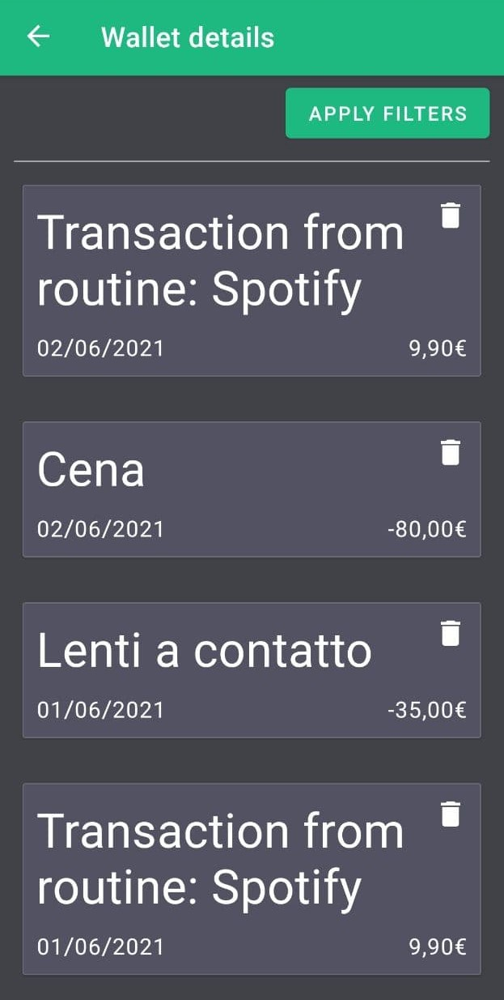 Wallet details
APPLY FILTERS
Transaction from
routine: Spotify
02/06/2021 9,90€
Cena
02/06/2021 -80,00€
Lenti a contatto
01/06/2021 -35,00€
Transaction from
routine: Spotify
01/06/2021 9,90€